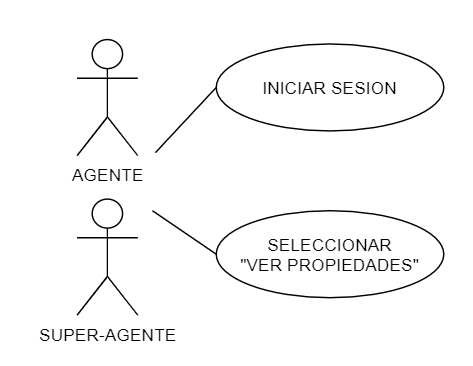 INICIAR SESION
AGENTE
SELECCIONAR
"VER PROPIEDADES"
SUPER-AGENTE